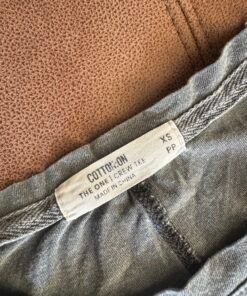 COTTON:ON
THE ONE | CREW TEE
MADE IN CHINA
XS
PP